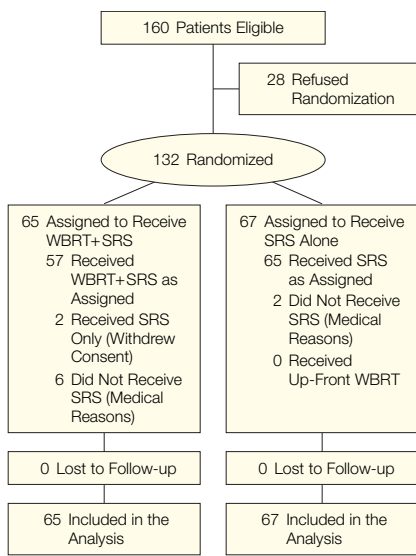 160 Patients Eligible
28 Refused
Randomization
132 Randomized
65 Assigned to Receive
WBRT+SRS
57 Received
WBRT+SRS as
Assigned
2 Received SRS
Only (Withdrew
Consent)
6 Did Not Receive
SRS (Medical
Reasons)
67 Assigned to Receive
SRS Alone
65 Received SRS
as Assigned
2 Did Not Receive
SRS (Medical
Reasons)
0 Received
Up-Front WBRT
0 Lost to Follow-up
0 Lost to Follow-up
65 Included in the
Analysis
67 Included in the
Analysis